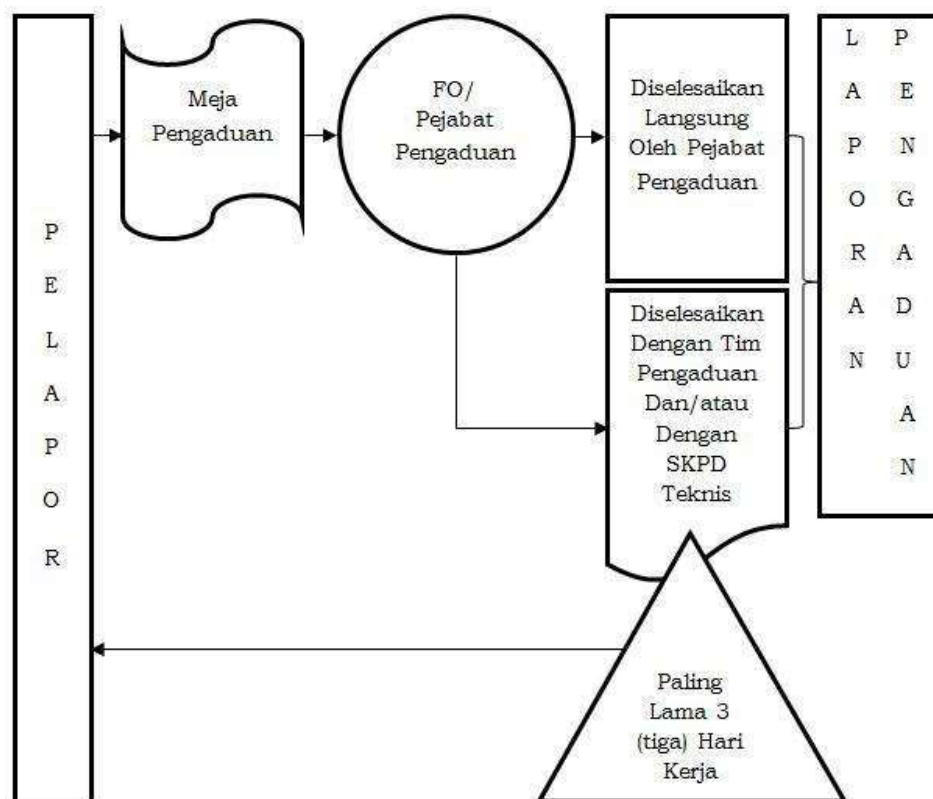 PELAPOR
Meja
Pengaduan
FO/
Pejabat
Pengaduan
Diselesaikan
Langsung
Oleh Pejabat
Pengaduan
Diselesaikan
Dengan Tim
Pengaduan
Dan/atau
Dengan
SKPD
Teknis
LAPORAN
PENGADUAN
Paling
Lama 3
(tiga) Hari
Kerja